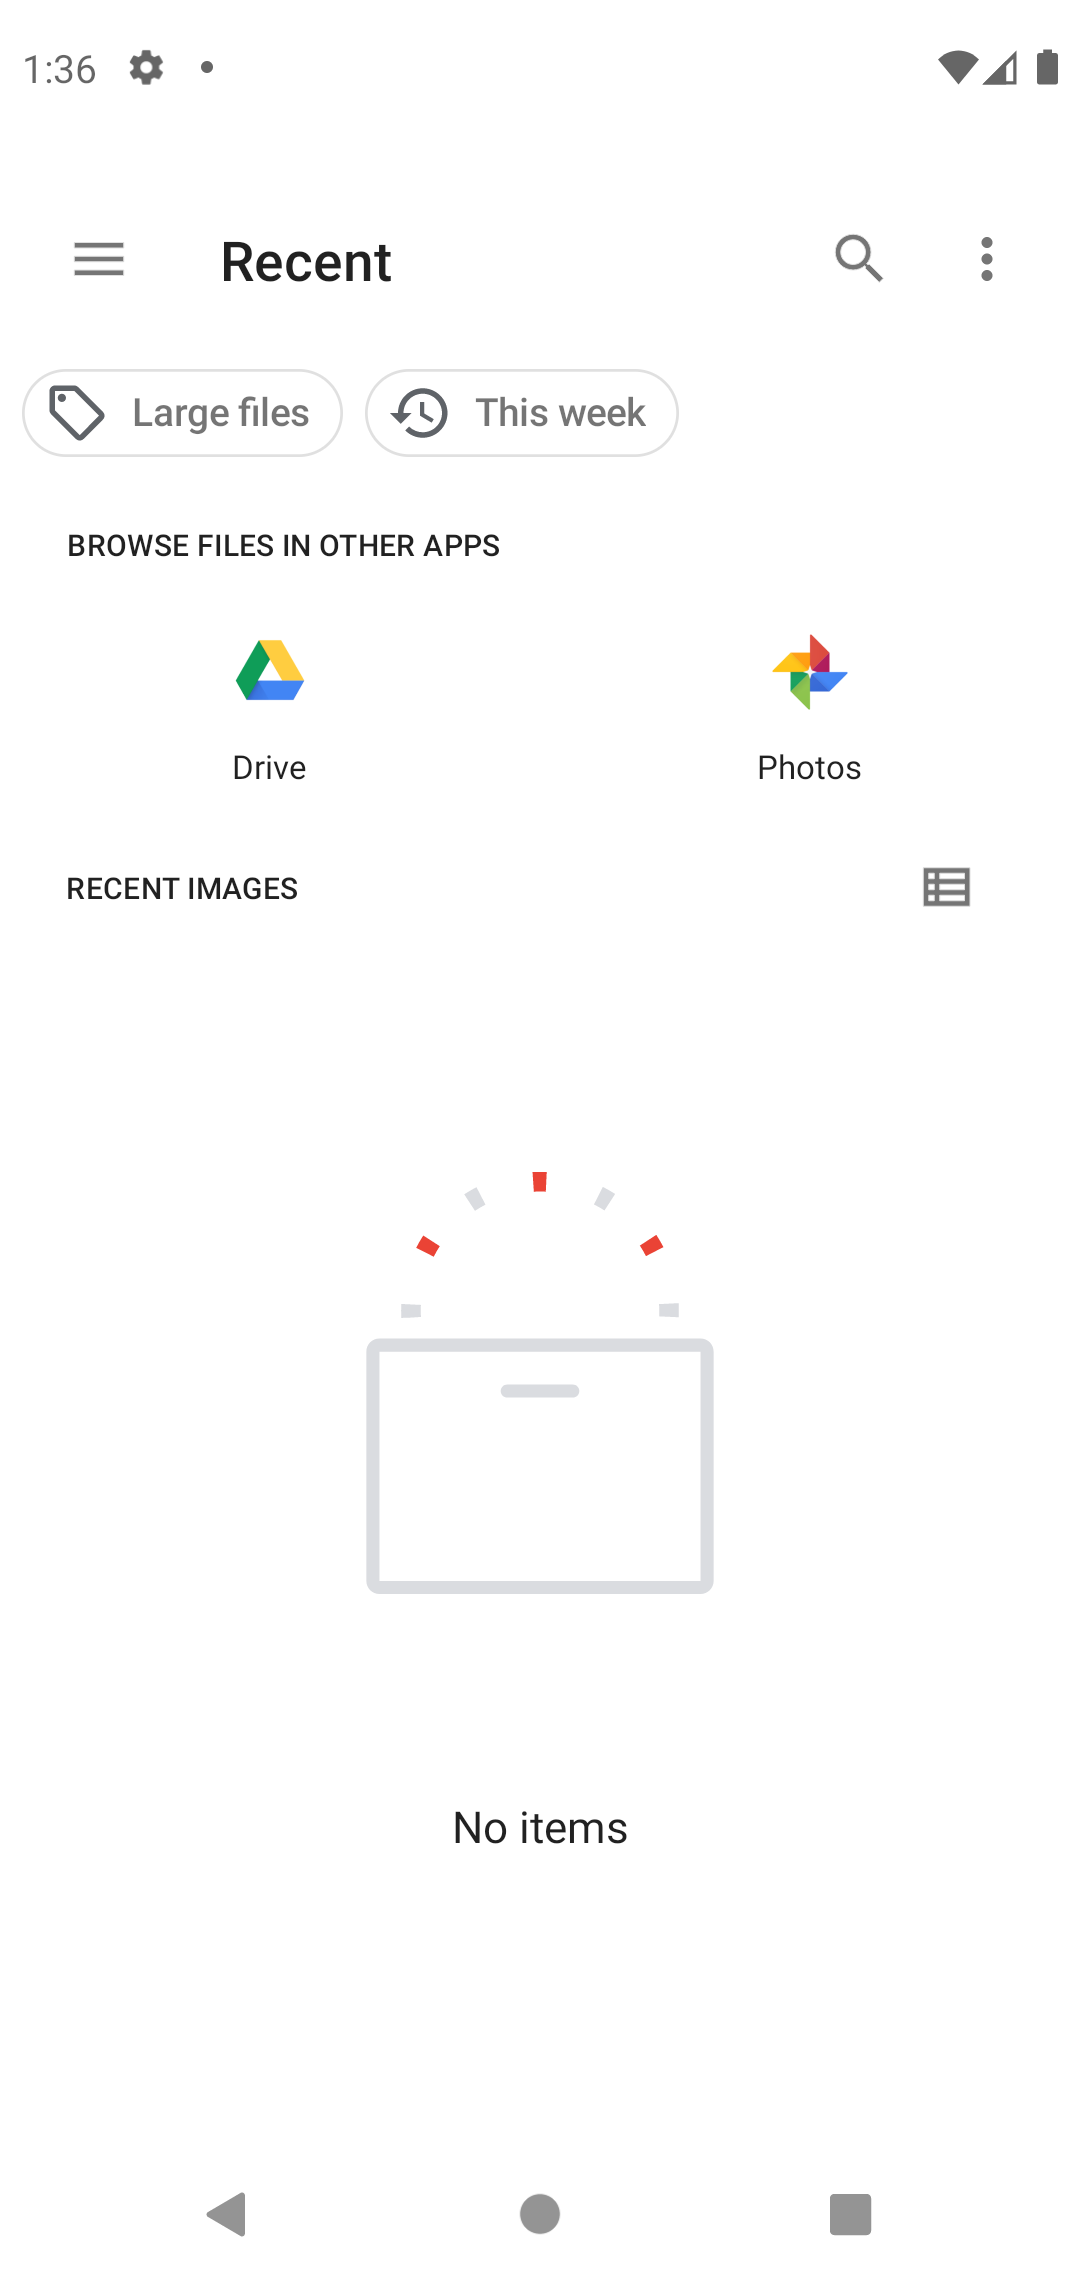 1:36
Recent
Large files
This week
BROWSE FILES IN OTHER APPS
Drive
Photos
RECENT IMAGES
No items